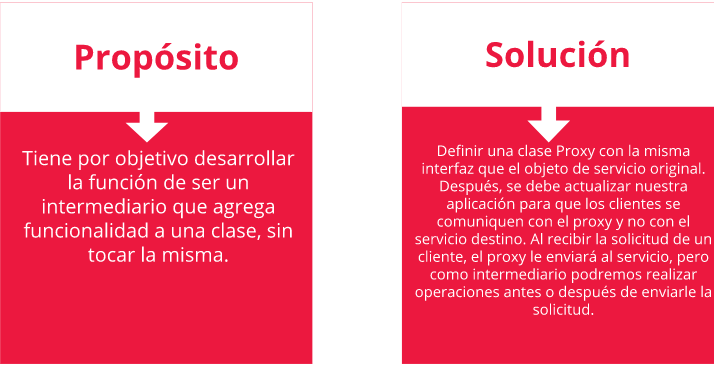 Propósito
Tiene por objetivo desarrollar
la función de ser un
intermediario que agrega
funcionalidad a una clase, sin
tocar la misma.
Solución
Definir una clase Proxy con la misma
interfaz que el objeto de servicio original.
Después, se debe actualizar nuestra
aplicación para que los clientes se
comuniquen con el proxy y no con el
servicio destino. Al recibir la solicitud de un
cliente, el proxy le enviará al servicio, pero
como intermediario podremos realizar
operaciones antes o después de enviarle la
solicitud.